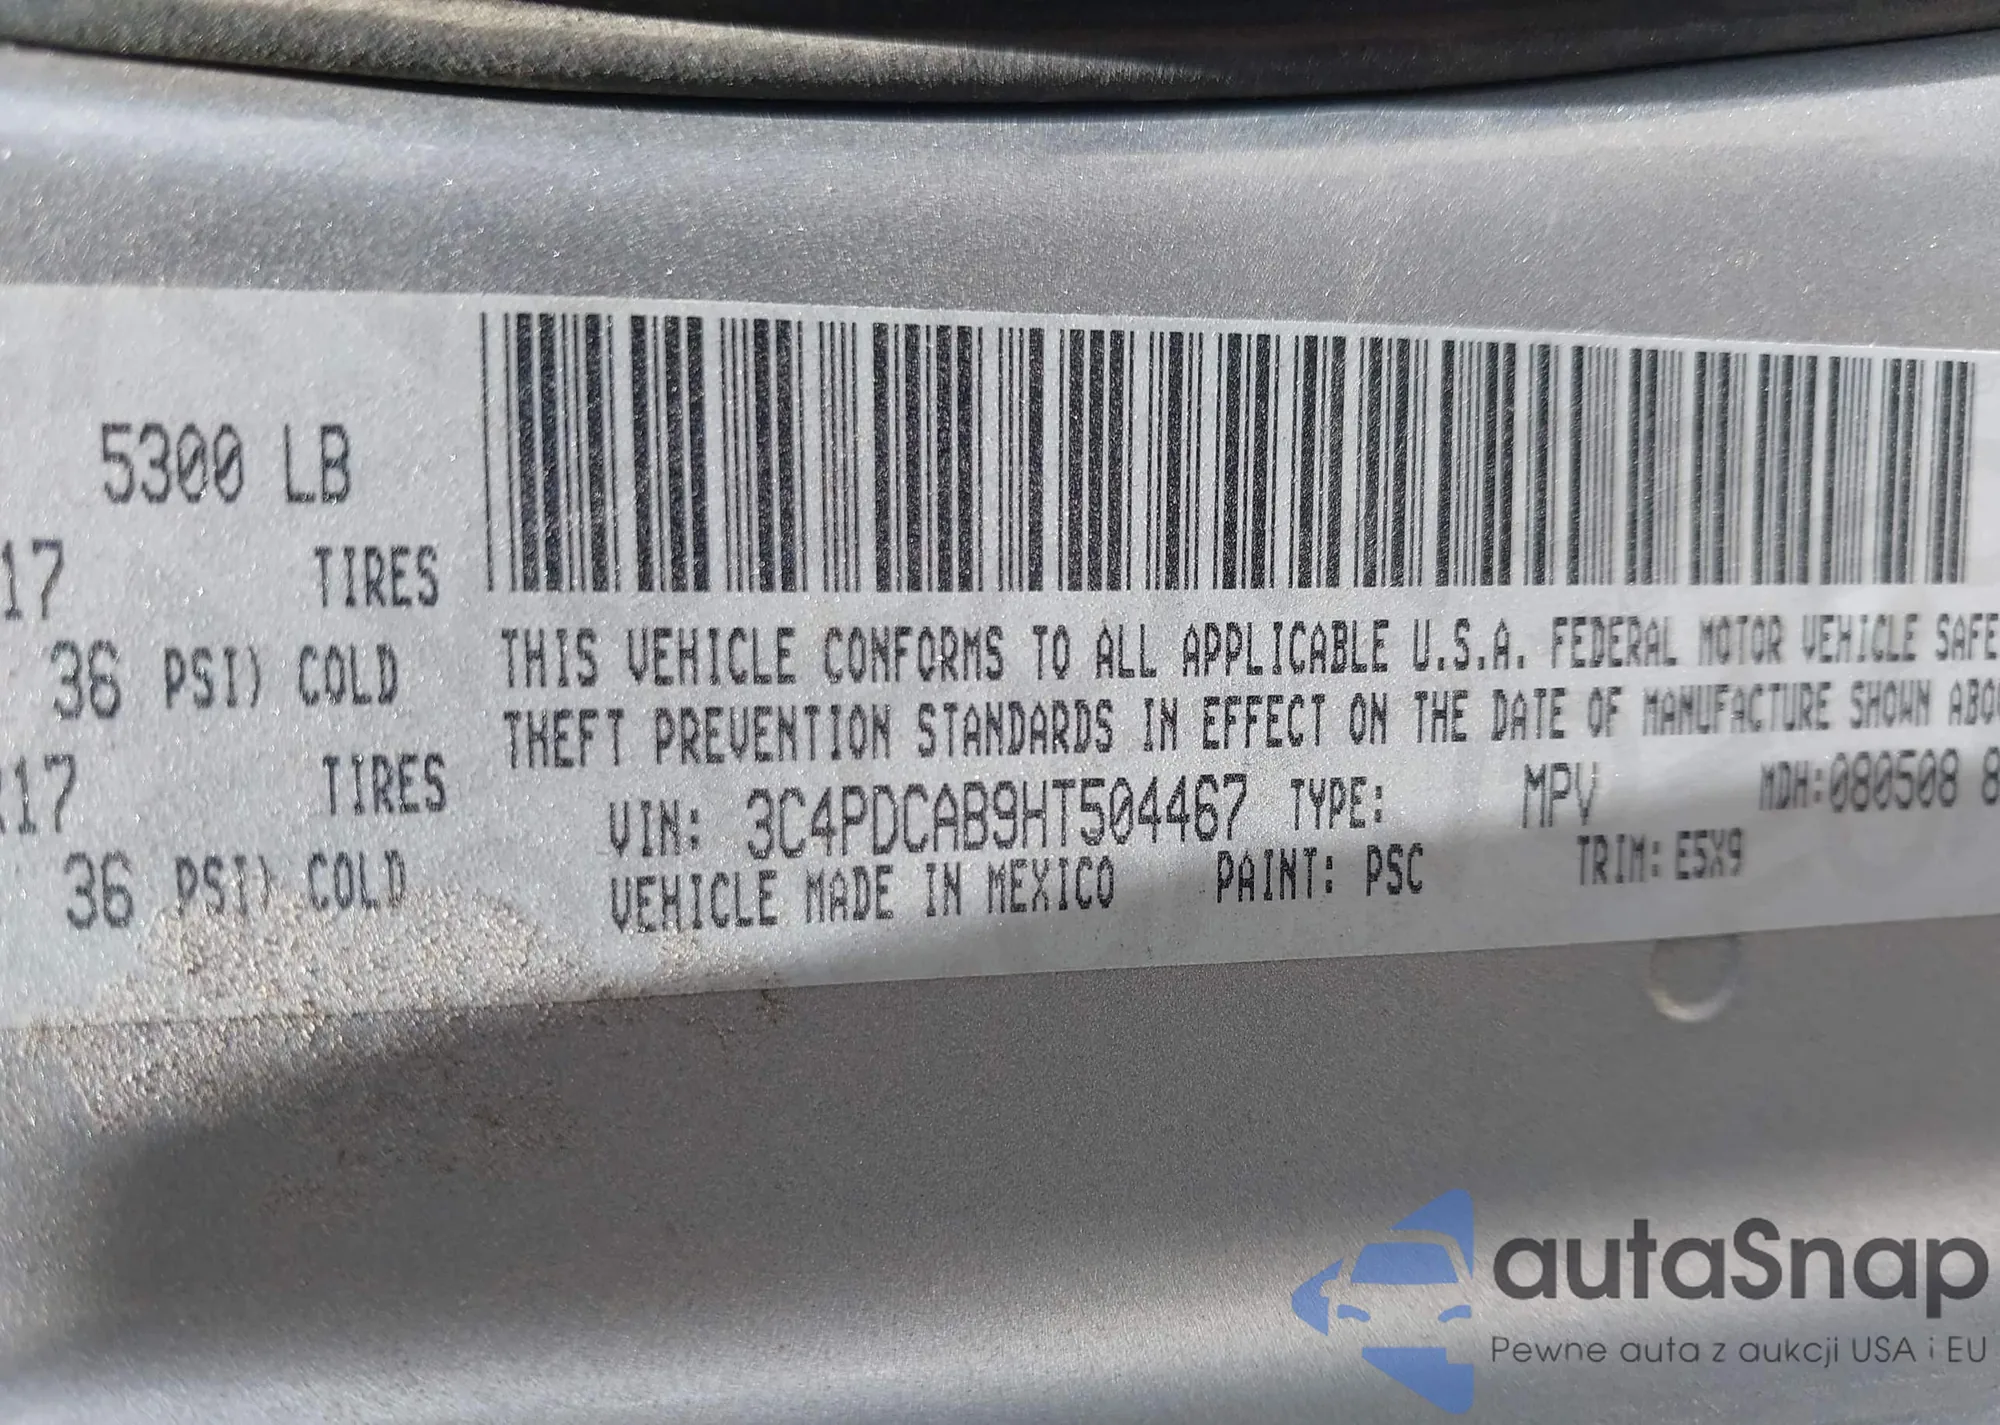 5300 LB
17 TIRES
36 PSI) COLD
R17 TIRES
36 PSI) COLD
THIS VEHICLE CONFORMS TO ALL APPLICABLE U.S.A. FEDERAL MOTOR VEHICLE SAFE
THEFT PREVENTION STANDARDS IN EFFECT ON THE DATE OF MANUFACTURE SHOWN ABO
VIN: 3C4PDCAB9HT504467 TYPE: MPV MDH:080508 8
VEHICLE MADE IN MEXICO PAINT: PSC TRIM: E5X9
autaSnap
Pewne auta z aukcji USA i EU